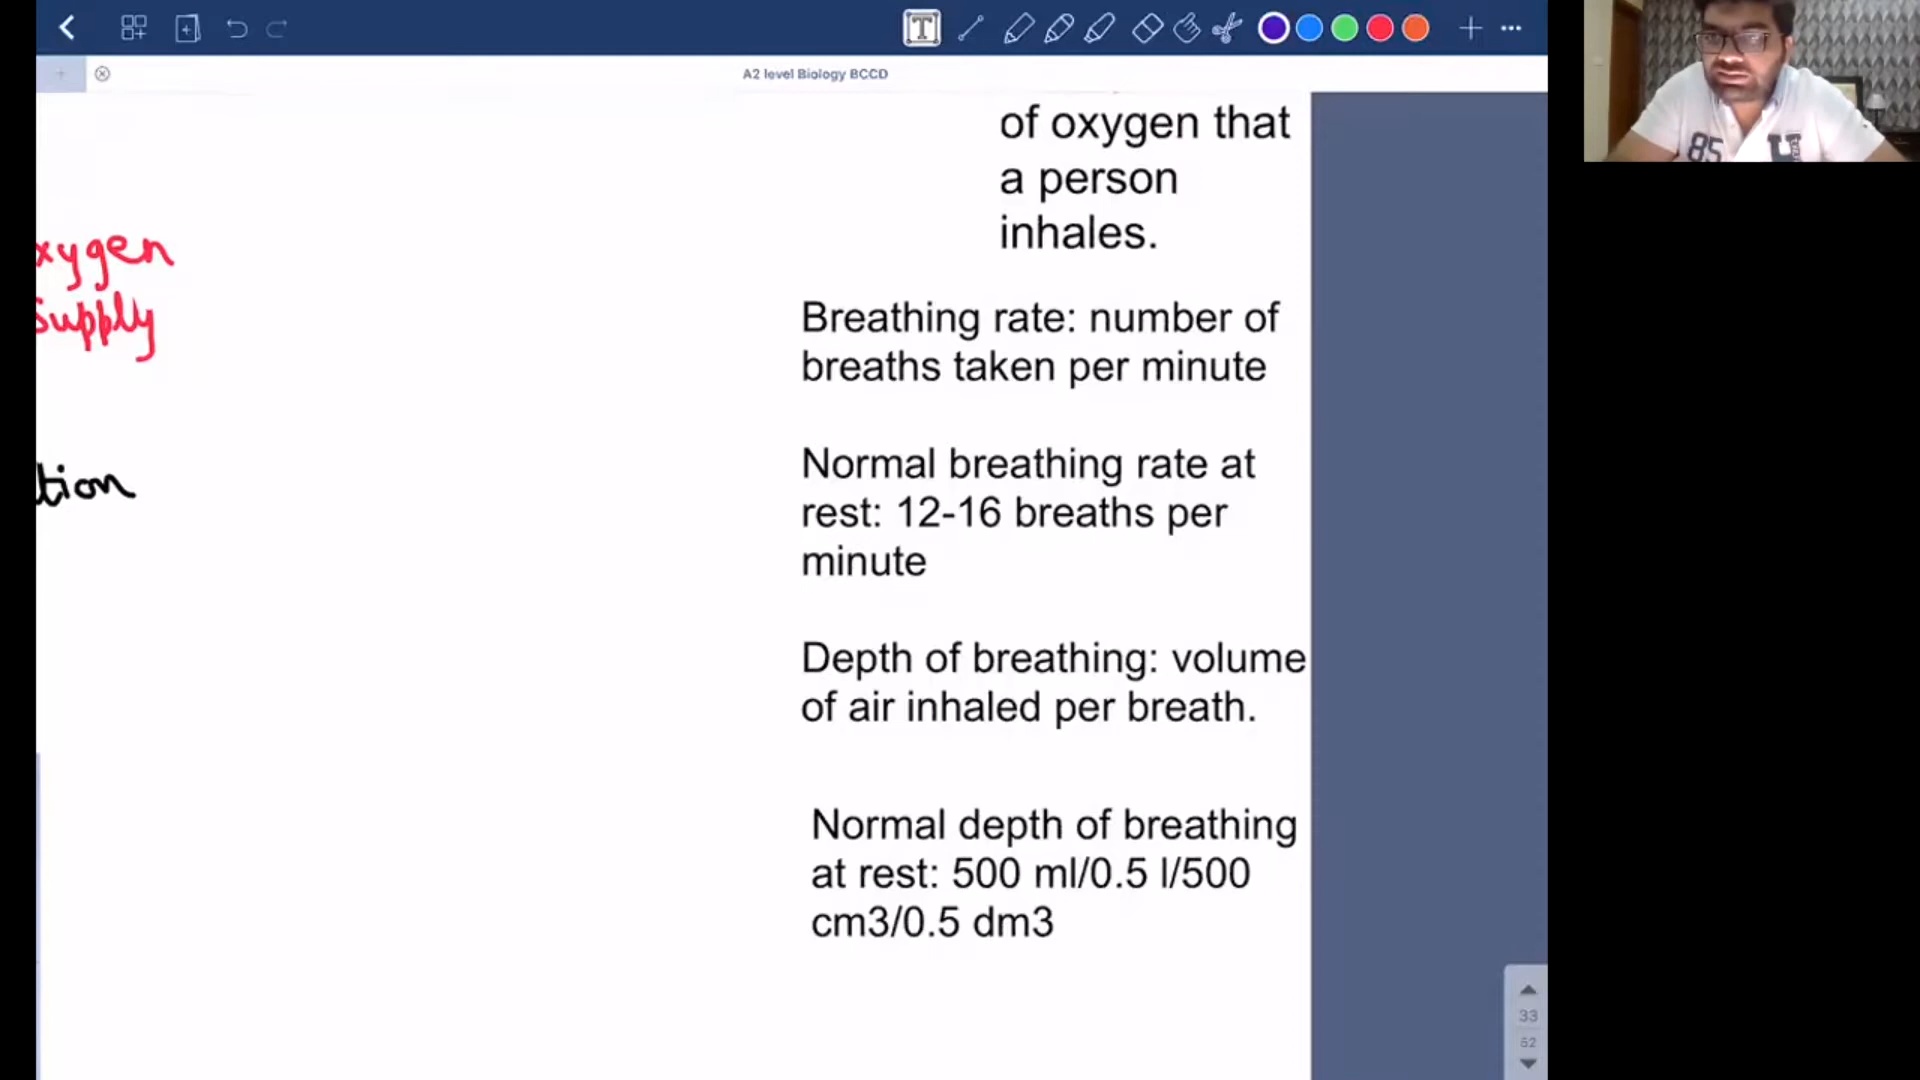 A2 level Biology BCCD
of oxygen that
a person
inhales.
xygen
supply
tion
Breathing rate: number of
breaths taken per minute
Normal breathing rate at
rest: 12-16 breaths per
minute
Depth of breathing: volume
of air inhaled per breath.
Normal depth of breathing
at rest: 500 ml/0.5 l/500
cm3/0.5 dm3
33
52
85
U